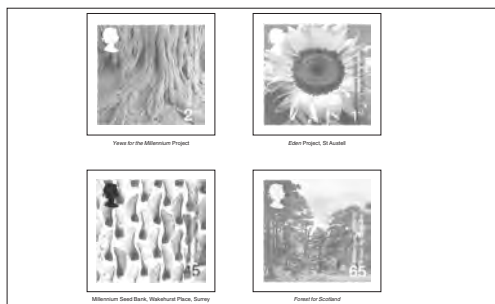 2
1
Yews for the Millennium Project
Eden Project, St Austell
45
65
Millennium Seed Bank, Wakehurst Place, Surrey
Forest for Scotland